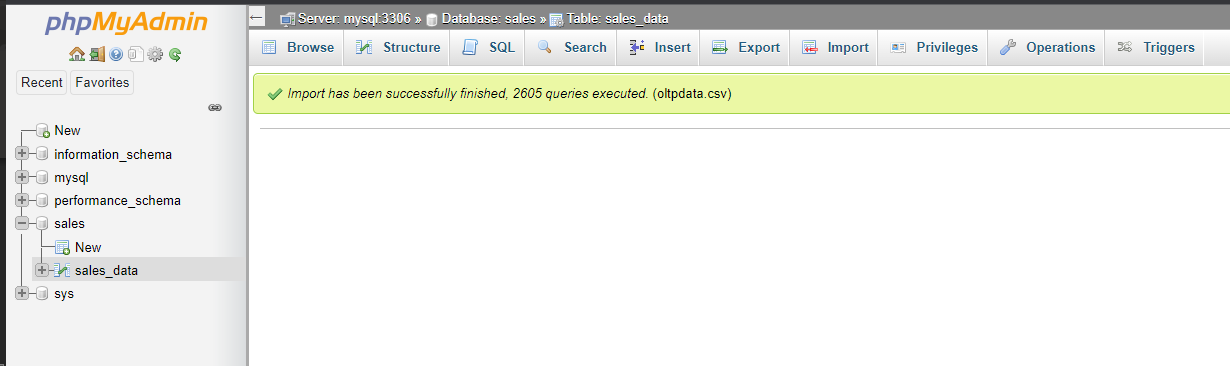 phpMyAdmin
Server: mysql:3306 » Database: sales » Table: sales_data
Browse Structure SQL Search Insert Export Import Privileges Operations Triggers
Recent Favorites
Import has been successfully finished, 2605 queries executed. (oltpdata.csv)
New
information_schema
mysql
performance_schema
sales
New
sales_data
sys